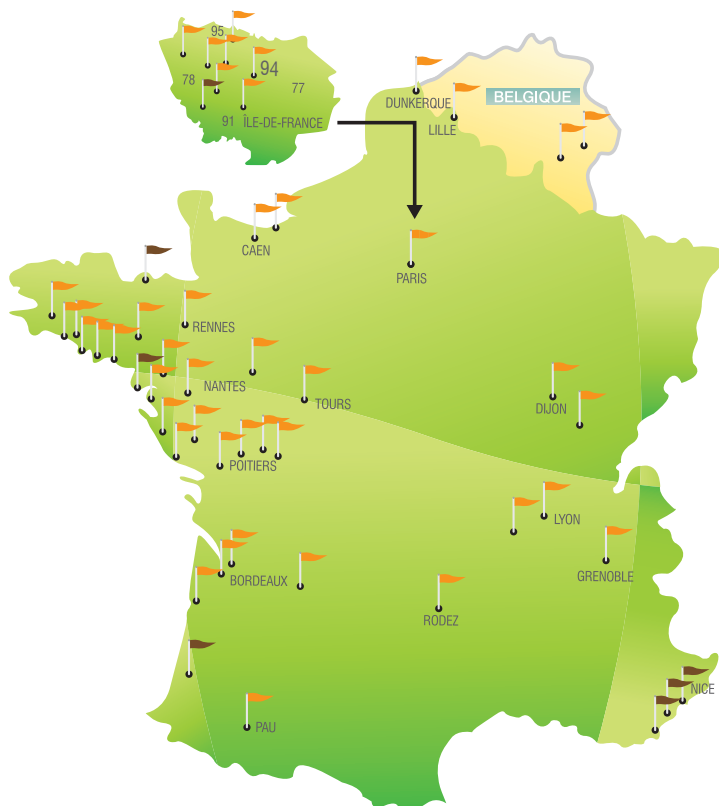 95
94
78
77
91 ÎLE-DE-FRANCE
BELGIQUE
DUNKERQUE
LILLE
CAEN
PARIS
RENNES
NANTES
TOURS
DIJON
POITIERS
LYON
BORDEAUX
GRENOBLE
RODEZ
NICE
PAU